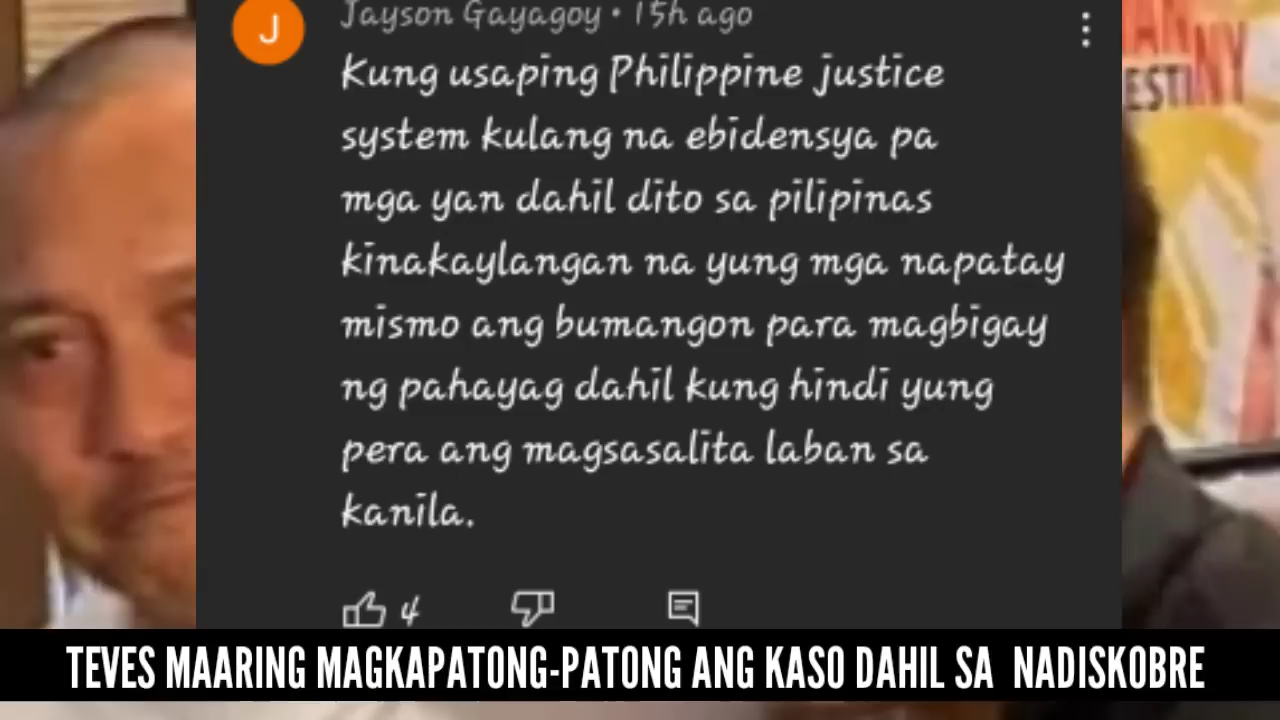 J
Jayson Gayagoy • 15h ago
Kung usaping Philippine justice
system kulang na ebidensya pa
mga yan dahil dito sa pilipinas
kinakaylangan na yung mga napatay
mismo ang bumangon para magbigay
ng pahayag dahil kung hindi yung
pera ang magsasalita laban sa
kanila.
4
TEVES MAARING MAGKAPATONG-PATONG ANG KASO DAHIL SA NADISKOBRE